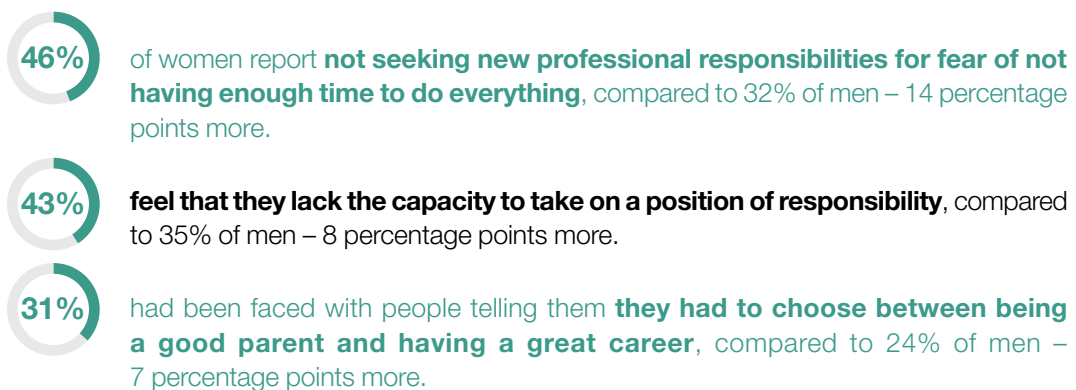 46%
of women report not seeking new professional responsibilities for fear of not
having enough time to do everything, compared to 32% of men – 14 percentage
points more.
43%
feel that they lack the capacity to take on a position of responsibility, compared
to 35% of men – 8 percentage points more.
31%
had been faced with people telling them they had to choose between being
a good parent and having a great career, compared to 24% of men –
7 percentage points more.